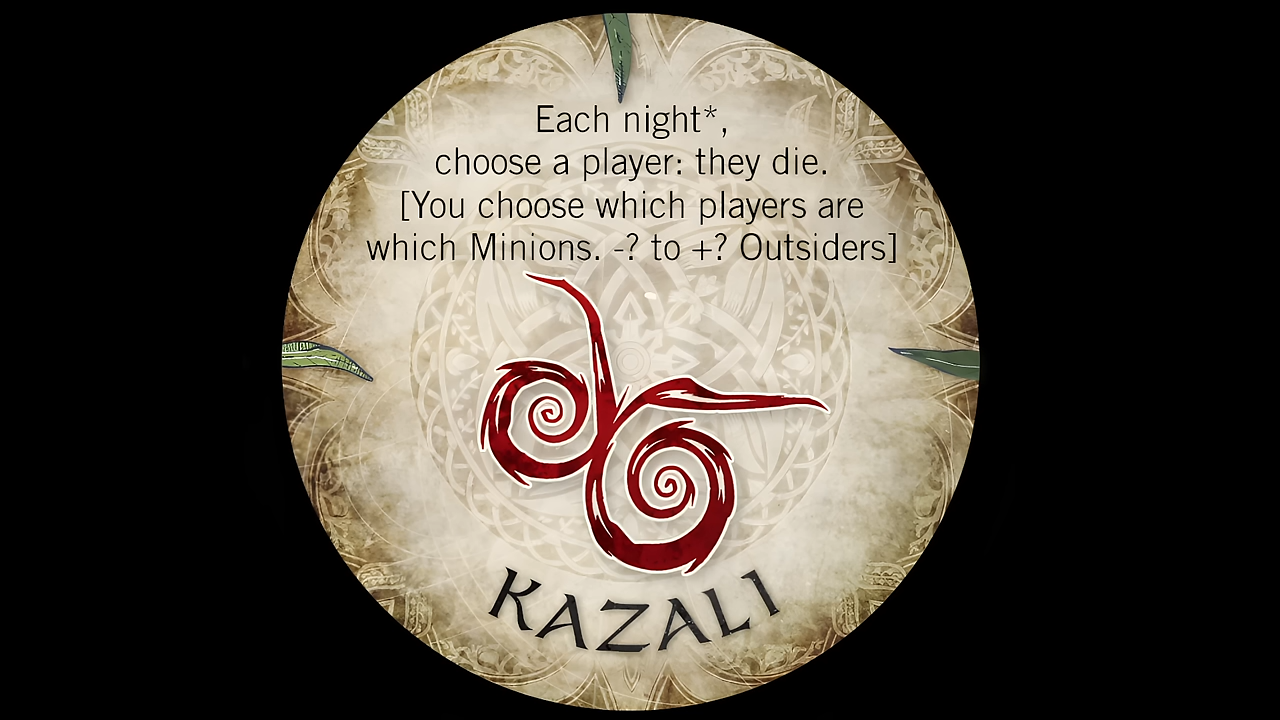 Each night*,
choose a player: they die.
[You choose which players are
which Minions. -? to +? Outsiders]
KAZALI